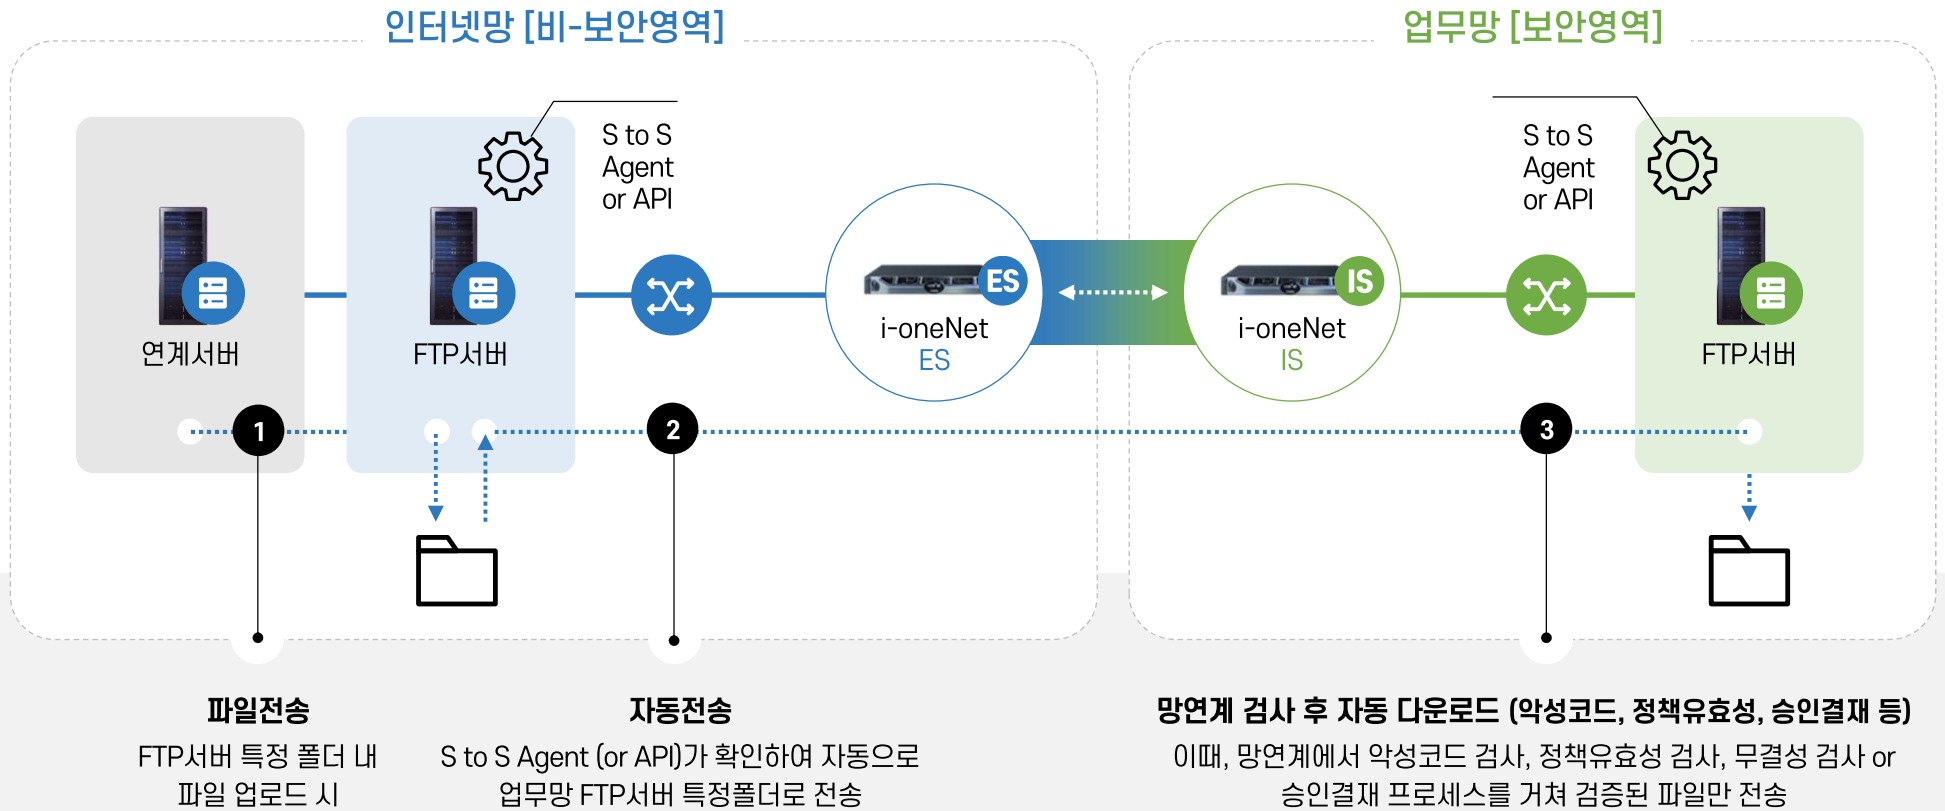 인터넷망 [비-보안영역]
업무망 [보안영역]
S to S
Agent
or API
S to S
Agent
or API
ES
IS
연계서버
FTP서버
i-oneNet
ES
i-oneNet
IS
FTP서버
1
2
3
파일전송
FTP서버 특정 폴더 내
파일 업로드 시
자동전송
S to S Agent (or API)가 확인하여 자동으로
업무망 FTP서버 특정폴더로 전송
망연계 검사 후 자동 다운로드 (악성코드, 정책유효성, 승인결재 등)
이때, 망연계에서 악성코드 검사, 정책유효성 검사, 무결성 검사 or
승인결재 프로세스를 거쳐 검증된 파일만 전송